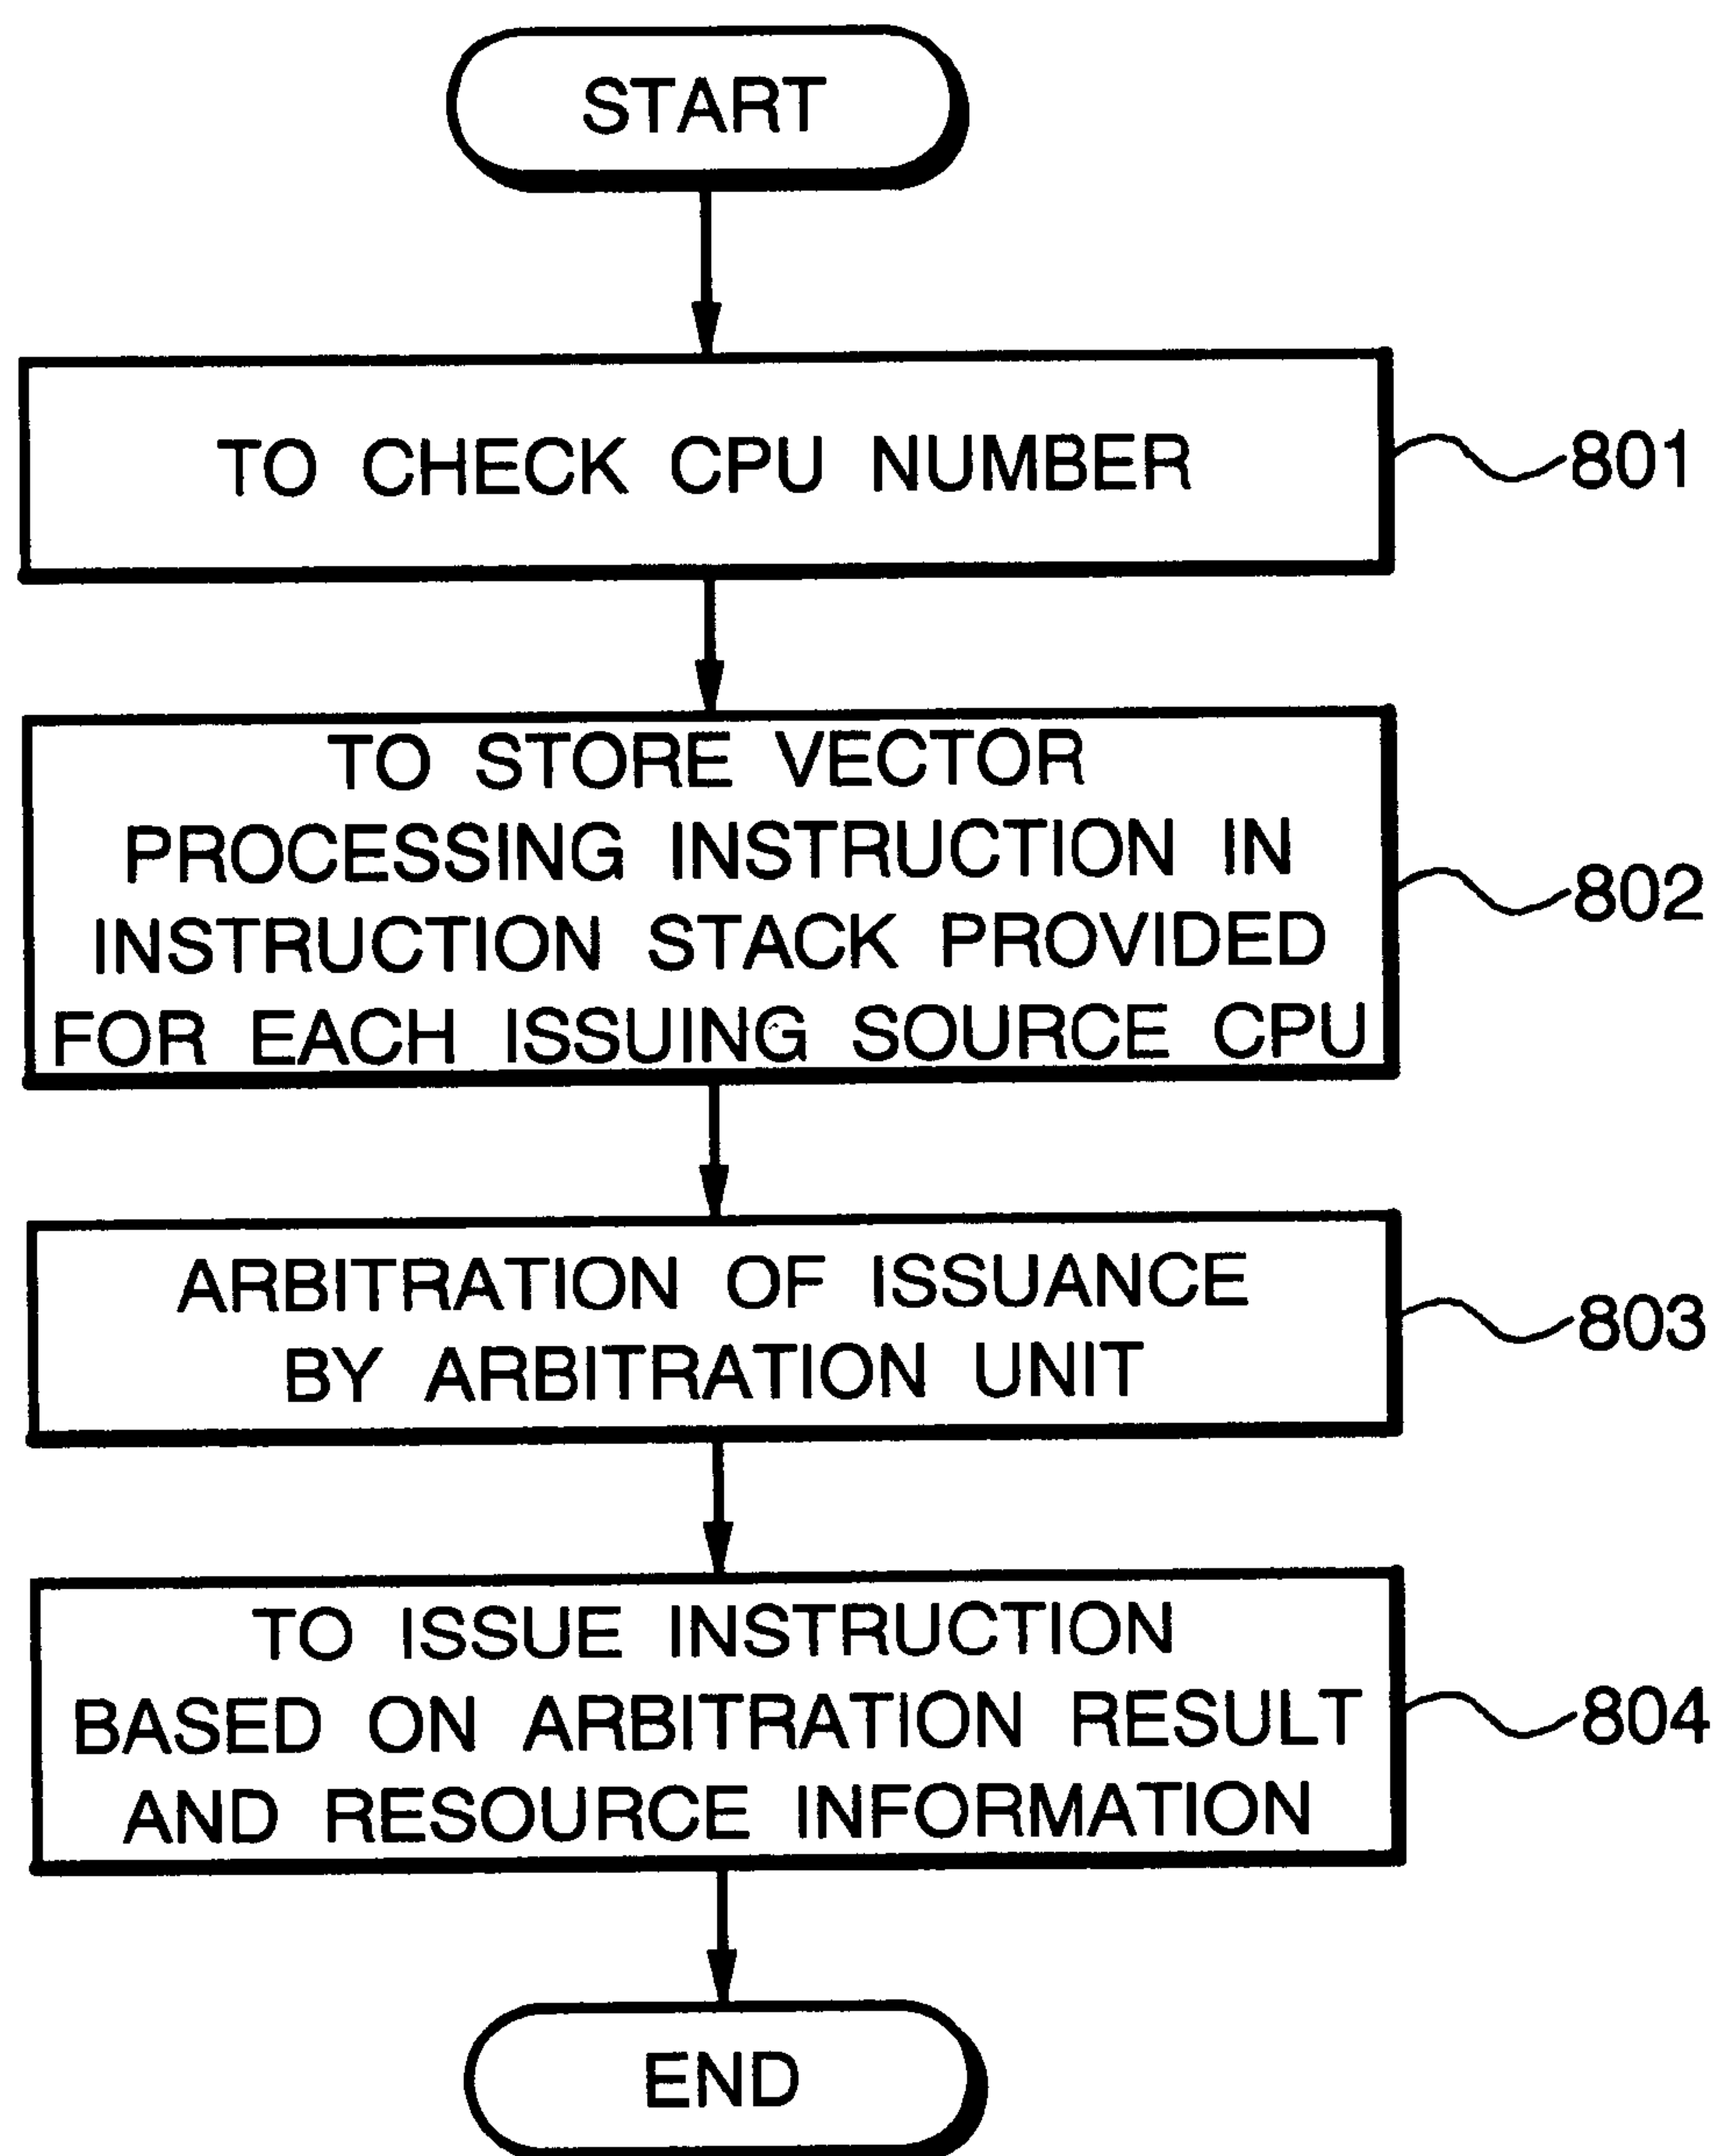 START
TO CHECK CPU NUMBER
801
TO STORE VECTOR
PROCESSING INSTRUCTION IN
INSTRUCTION STACK PROVIDED
FOR EACH ISSUING SOURCE CPU
802
ARBITRATION OF ISSUANCE
BY ARBITRATION UNIT
803
TO ISSUE INSTRUCTION
BASED ON ARBITRATION RESULT
AND RESOURCE INFORMATION
804
END